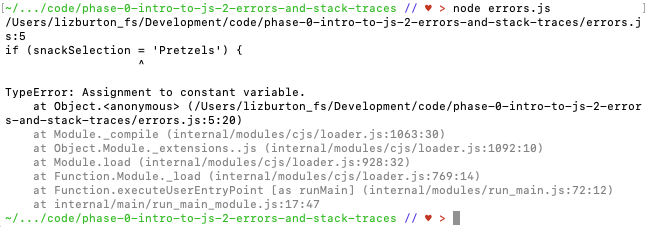 [~/.../code/phase-0-intro-to-js-2-errors-and-stack-traces // ♥ > node errors.js ]
/Users/lizburton_fs/Development/code/phase-0-intro-to-js-2-errors-and-stack-traces/errors.j
s:5
if (snackSelection = 'Pretzels') {
                   ^
TypeError: Assignment to constant variable.
    at Object.<anonymous> (/Users/lizburton_fs/Development/code/phase-0-intro-to-js-2-error
s-and-stack-traces/errors.js:5:20)
    at Module._compile (internal/modules/cjs/loader.js:1063:30)
    at Object.Module._extensions..js (internal/modules/cjs/loader.js:1092:10)
    at Module.load (internal/modules/cjs/loader.js:928:32)
    at Function.Module._load (internal/modules/cjs/loader.js:769:14)
    at Function.executeUserEntryPoint [as runMain] (internal/modules/run_main.js:72:12)
    at internal/main/run_main_module.js:17:47
~/.../code/phase-0-intro-to-js-2-errors-and-stack-traces // ♥ >